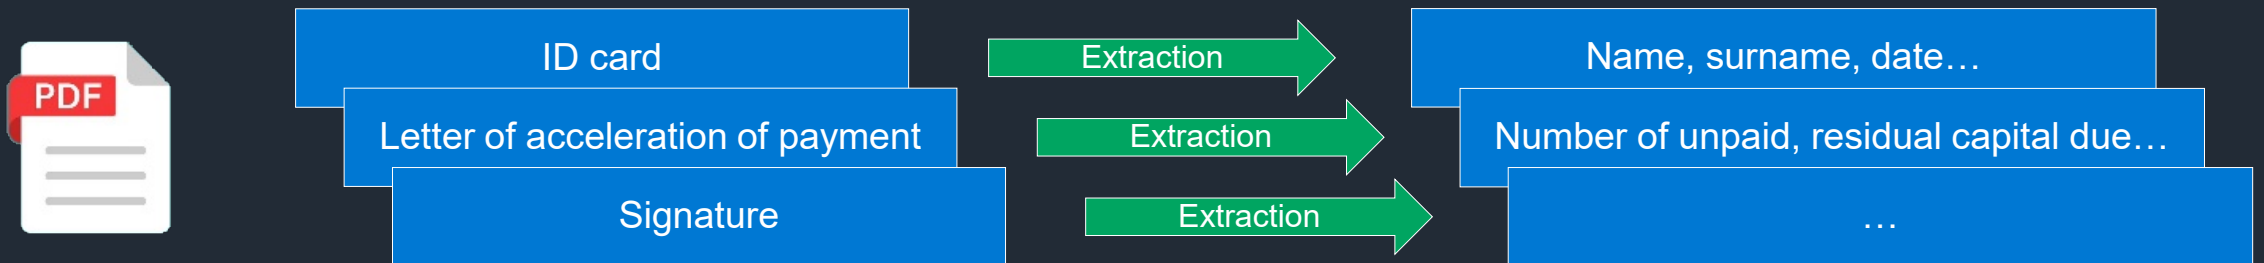 PDF
ID card
Extraction
Name, surname, date…
Letter of acceleration of payment
Extraction
Number of unpaid, residual capital due…
Signature
Extraction
…